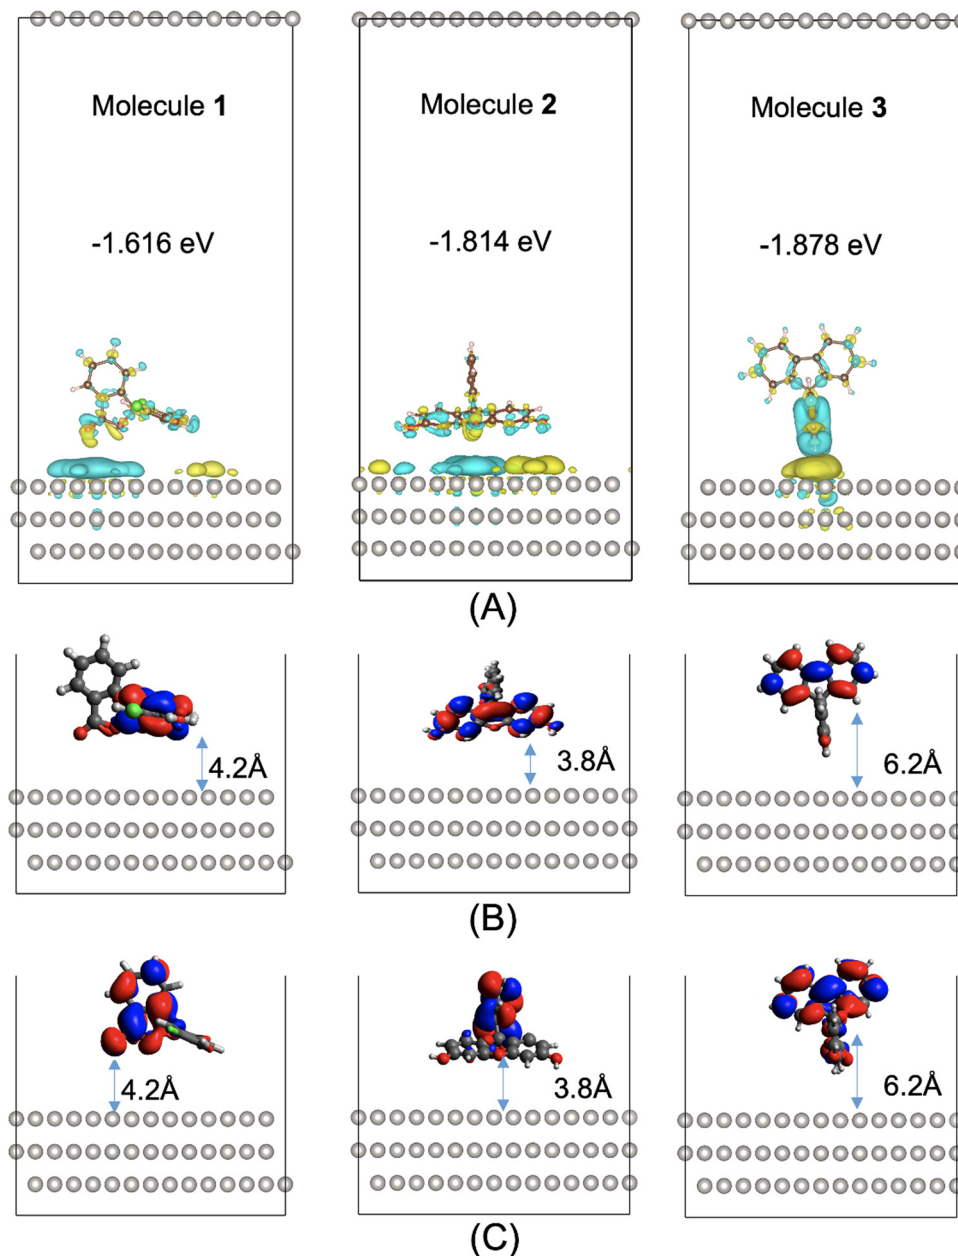 Molecule 1
Molecule 2
Molecule 3
-1.616 eV
-1.814 eV
-1.878 eV
(A)
4.2Å
3.8Å
6.2Å
(B)
4.2Å
3.8Å
6.2Å
(C)